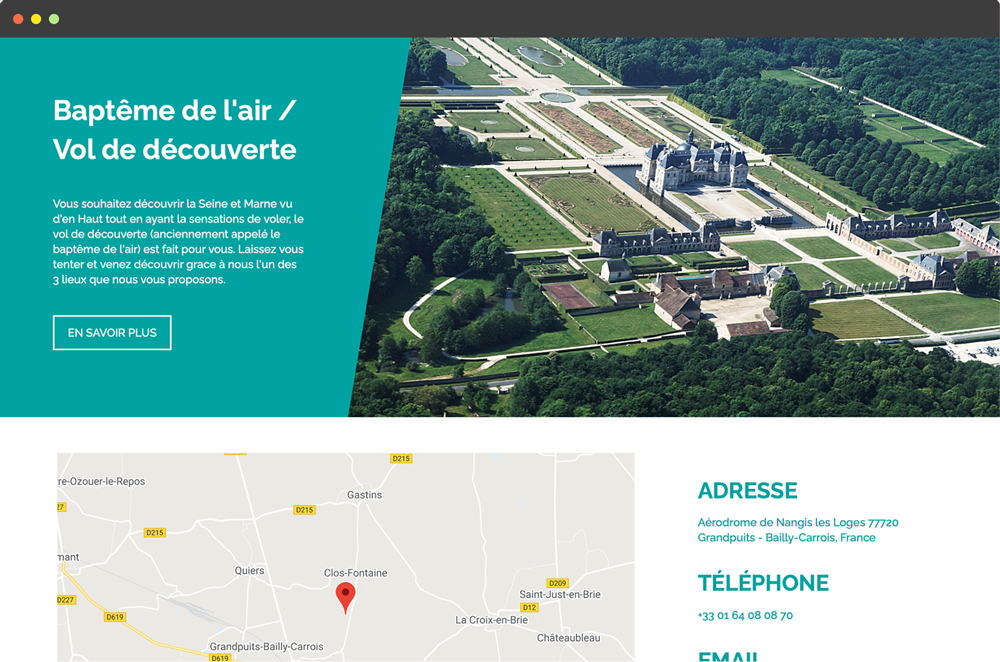 Baptême de l'air /
Vol de découverte
Vous souhaitez découvrir la Seine et Marne vu
d'en Haut tout en ayant la sensations de voler, le
vol de découverte (anciennement appelé le
baptême de l'air) est fait pour vous. Laissez vous
tenter et venez découvrir grace à nous l'un des
3 lieux que nous vous proposons.
EN SAVOIR PLUS
D215
re-Ozouer-le-Repos
Gastins
27
D215
D215
mant
Quiers
Clos-Fontaine
D209
Saint-Just-en-Brie
D227
D12
D619
La Croix-en-Brie
Châteaubleau
Grandpuits-Bailly-Carrois
D619
ADRESSE
Aérodrome de Nangis les Loges 77720
Grandpuits - Bailly-Carrois, France
TÉLÉPHONE
+33 01 64 08 08 70
EMAIL